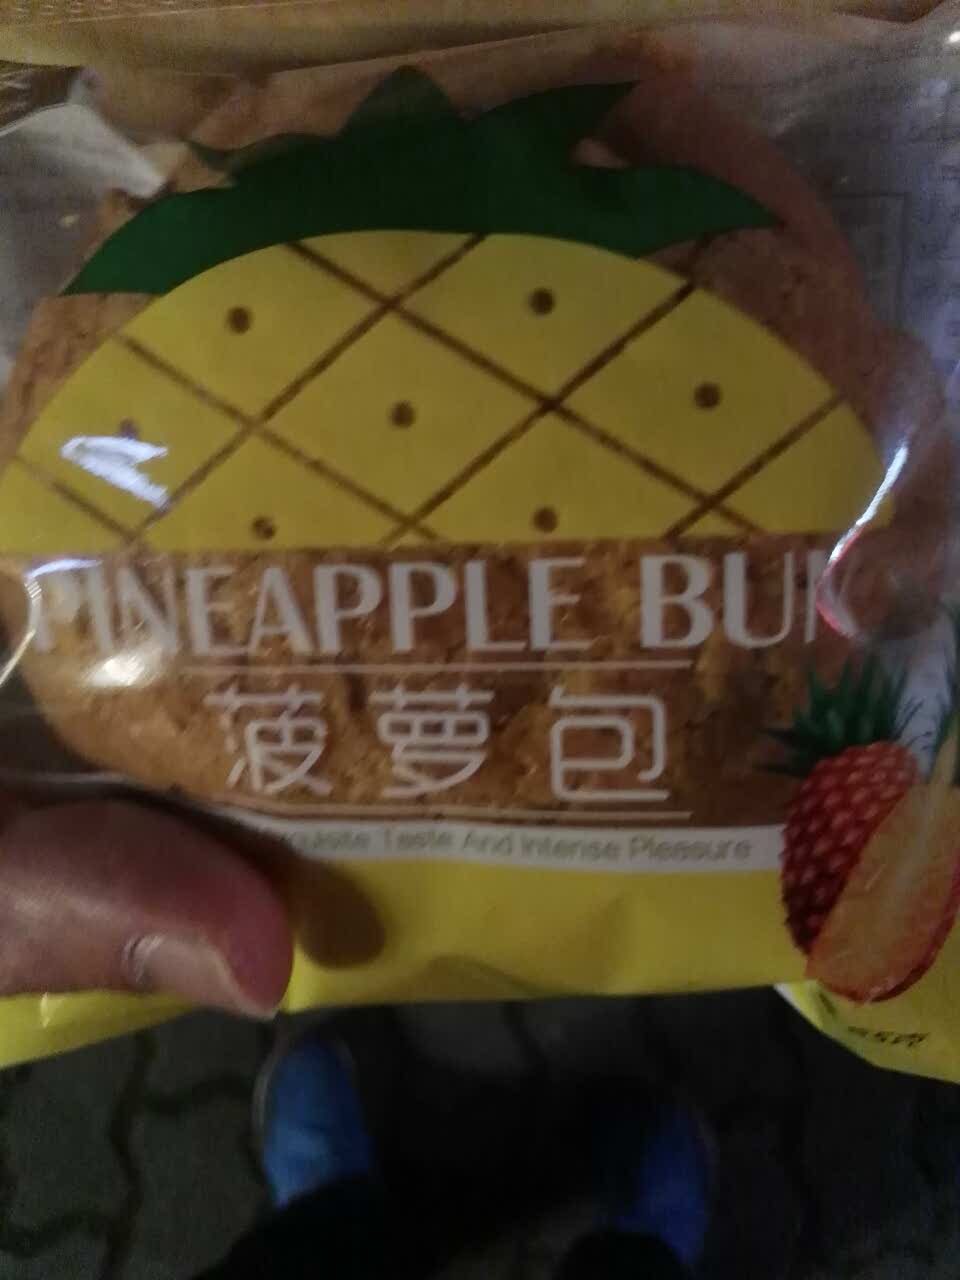 PINEAPPLE BUN
菠萝包
Taste And Intense Pleasure